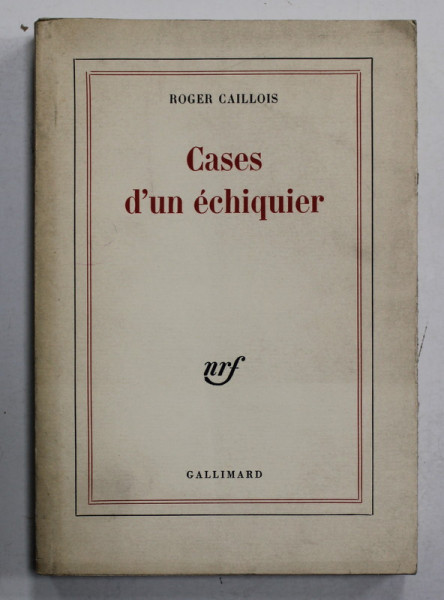 ROGER CAILLOIS
Cases
d'un échiquier
nrf
GALLIMARD